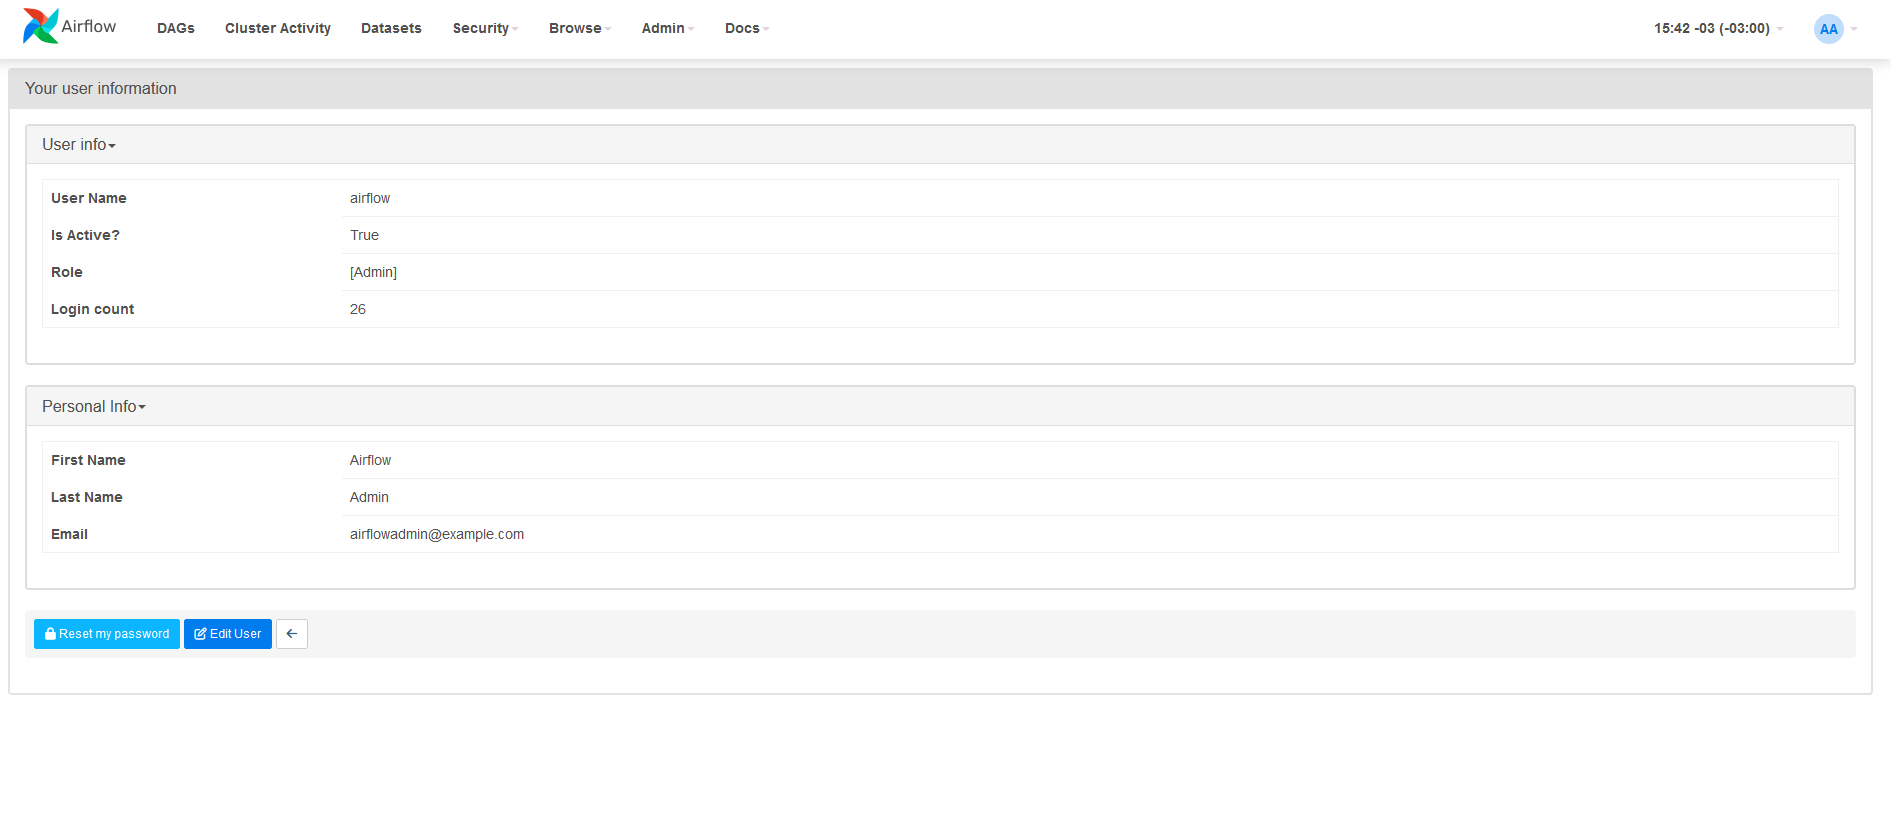 Airflow DAGs Cluster Activity Datasets Security Browse Admin Docs 15:42 -03 (-03:00) AA
Your user information
User info
User Name airflow
Is Active? True
Role [Admin]
Login count 26
Personal Info
First Name Airflow
Last Name Admin
Email airflowadmin@example.com
Reset my password Edit User